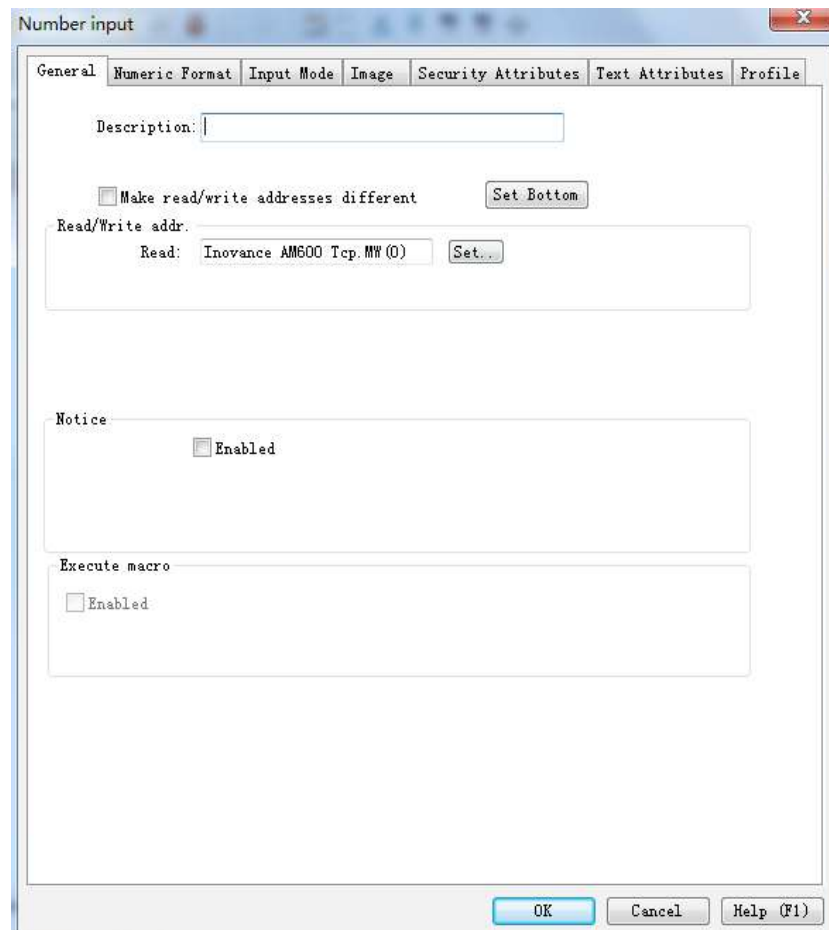 Number input
General Numeric Format Input Mode Image Security Attributes Text Attributes Profile
Description:
Make read/write addresses different Set Bottom
Read/Write addr.
Read: Inovance AM600 Tcp.MW(0) Set..
Notice
Enabled
Execute macro
Enabled
OK Cancel Help (F1)